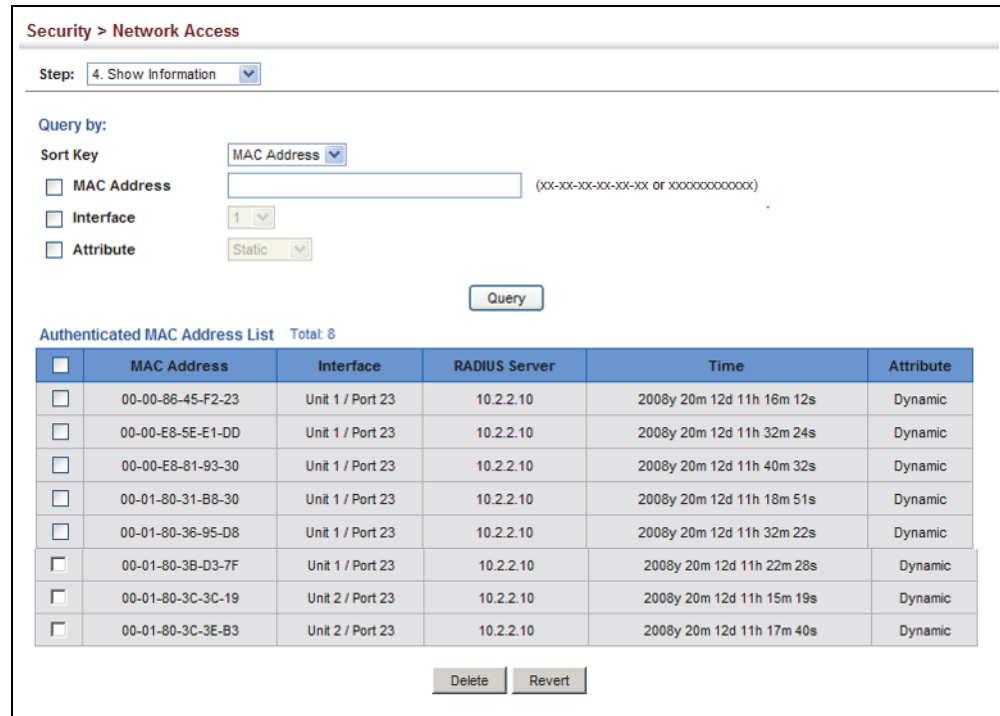 Security > Network Access
Step: 4. Show Information
Query by:
Sort Key MAC Address
MAC Address (xx-xx-xx-xx-xx-xx or xxxxxxxxxxxx)
Interface 1
Attribute Static
Query
Authenticated MAC Address List Total: 8
MAC Address Interface RADIUS Server Time Attribute
00-00-86-45-F2-23 Unit 1 / Port 23 10.2.2.10 2008y 20m 12d 11h 16m 12s Dynamic
00-00-E8-5E-E1-DD Unit 1 / Port 23 10.2.2.10 2008y 20m 12d 11h 32m 24s Dynamic
00-00-E8-81-93-30 Unit 1 / Port 23 10.2.2.10 2008y 20m 12d 11h 40m 32s Dynamic
00-01-80-31-B8-30 Unit 1 / Port 23 10.2.2.10 2008y 20m 12d 11h 18m 51s Dynamic
00-01-80-36-95-D8 Unit 1 / Port 23 10.2.2.10 2008y 20m 12d 11h 32m 22s Dynamic
00-01-80-3B-D3-7F Unit 1 / Port 23 10.2.2.10 2008y 20m 12d 11h 22m 28s Dynamic
00-01-80-3C-3C-19 Unit 2 / Port 23 10.2.2.10 2008y 20m 12d 11h 15m 19s Dynamic
00-01-80-3C-3E-B3 Unit 2 / Port 23 10.2.2.10 2008y 20m 12d 11h 17m 40s Dynamic
Delete Revert